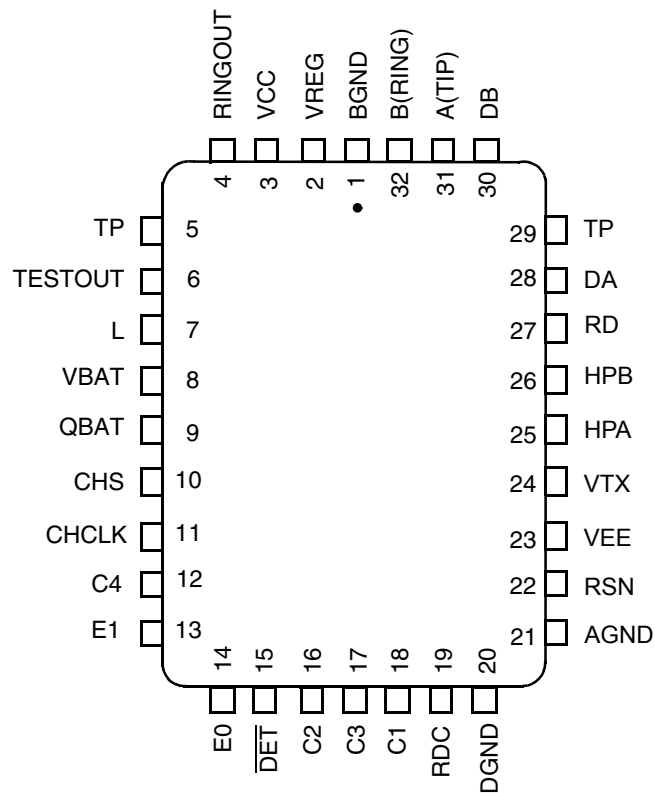 RINGOUT
VCC
VREG
BGND
B(RING)
A(TIP)
DB
4
3
2
1
32
31
30
TP 5
29 TP
TESTOUT 6
28 DA
L 7
27 RD
VBAT 8
26 HPB
QBAT 9
25 HPA
CHS 10
24 VTX
CHCLK 11
23 VEE
C4 12
22 RSN
E1 13
21 AGND
14
15
16
17
18
19
20
E0
DET
C2
C3
C1
RDC
DGND